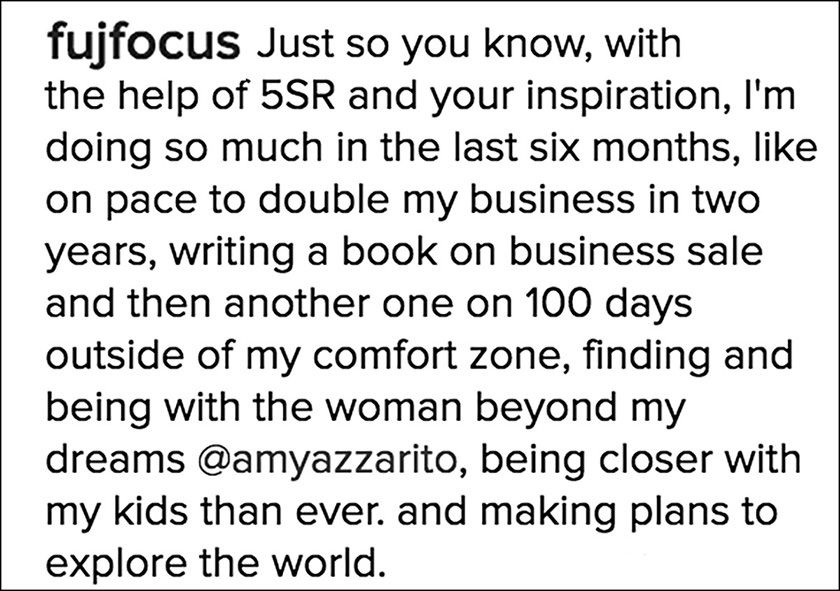 fujfocus Just so you know, with
the help of 5SR and your inspiration, I'm
doing so much in the last six months, like
on pace to double my business in two
years, writing a book on business sale
and then another one on 100 days
outside of my comfort zone, finding and
being with the woman beyond my
dreams @amyazzarito, being closer with
my kids than ever. and making plans to
explore the world.